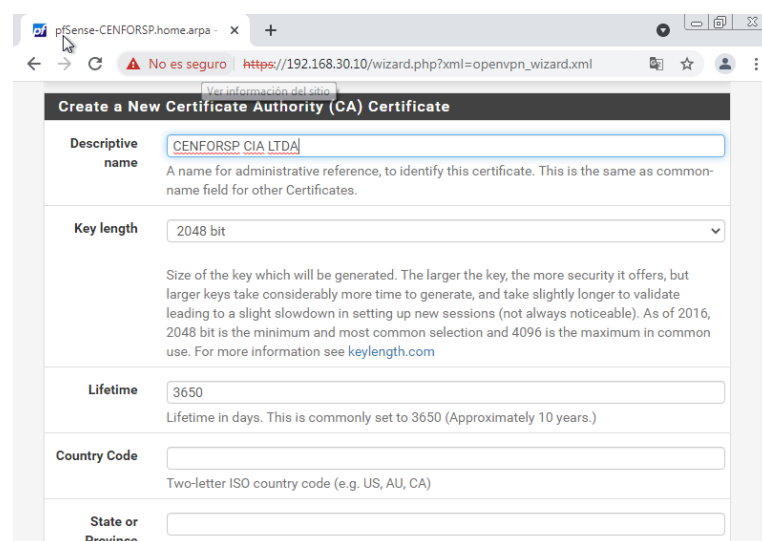 pfSense-CENFORSP.home.arpa -
No es seguro https://192.168.30.10/wizard.php?xml=openvpn_wizard.xml
Ver información del sitio
Create a New Certificate Authority (CA) Certificate
Descriptive name
CENFORSP CIA LTDA
A name for administrative reference, to identify this certificate. This is the same as common-
name field for other Certificates.
Key length
2048 bit
Size of the key which will be generated. The larger the key, the more security it offers, but
larger keys take considerably more time to generate, and take slightly longer to validate
leading to a slight slowdown in setting up new sessions (not always noticeable). As of 2016,
2048 bit is the minimum and most common selection and 4096 is the maximum in common
use. For more information see keylength.com
Lifetime
3650
Lifetime in days. This is commonly set to 3650 (Approximately 10 years.)
Country Code
Two-letter ISO country code (e.g. US, AU, CA)
State or
Province